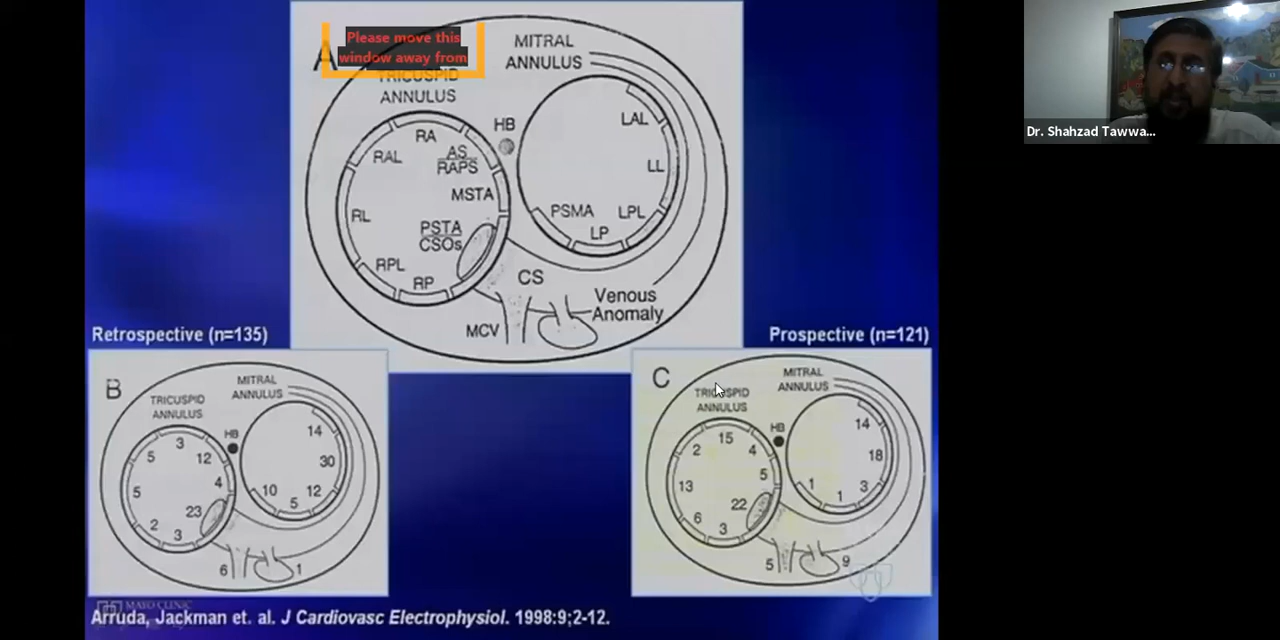 Please move this
window away from
A
MITRAL
ANNULUS
TRICUSPID
ANNULUS
HB
RA
AS
RAPS
RAL
MSTA
RL
PSTA
CSOs
RPL
RP
LAL
LL
LPL
PSMA
LP
CS
MCV
Venous
Anomaly
Retrospective (n=135)
Prospective (n=121)
B
MITRAL
ANNULUS
TRICUSPID
ANNULUS
HB
3
5
12
5
4
23
2
3
14
30
12
10
5
6
1
C
MITRAL
ANNULUS
TRICUSPID
ANNULUS
HB
15
2
4
5
13
22
6
3
14
18
3
1
1
5
9
MAYO CLINIC
Arruda, Jackman et. al. J Cardiovasc Electrophysiol. 1998:9;2-12.
Dr. Shahzad Tawwa...